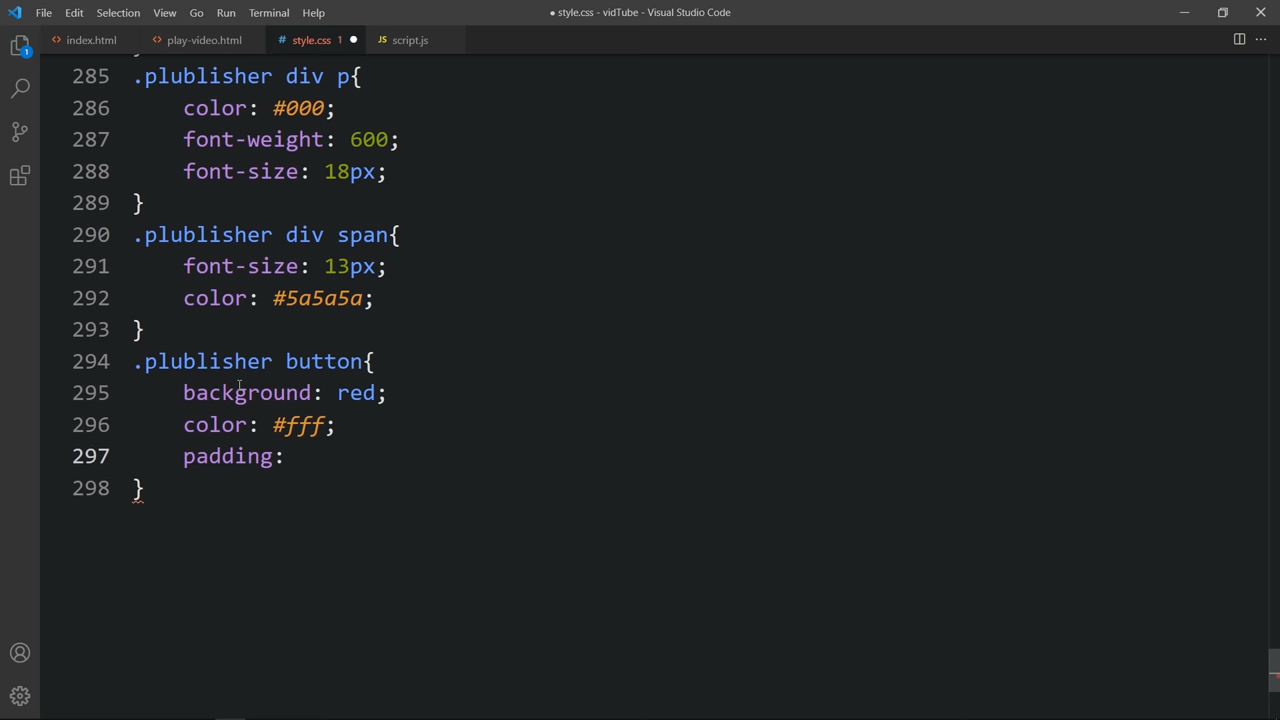 File Edit Selection View Go Run Terminal Help ● style.css - vidTube - Visual Studio Code
<> index.html <> play-video.html # style.css 1 ● JS script.js ···
1
285 .plublisher div p{
286 color: #000;
287 font-weight: 600;
288 font-size: 18px;
289 }
290 .plublisher div span{
291 font-size: 13px;
292 color: #5a5a5a;
293 }
294 .plublisher button{
295 background: red;
296 color: #fff;
297 padding:
298 }